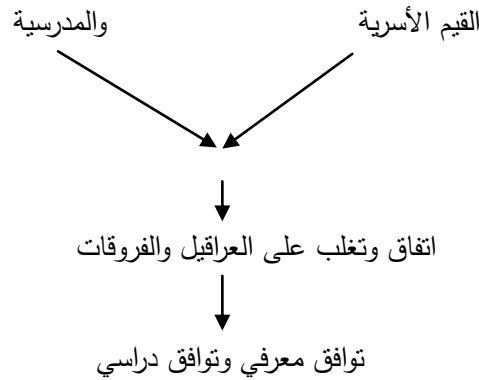 القيم الأسرية والمدرسية
اتفاق وتغلب على العراقيل والفروقات
توافق معرفي وتوافق دراسي